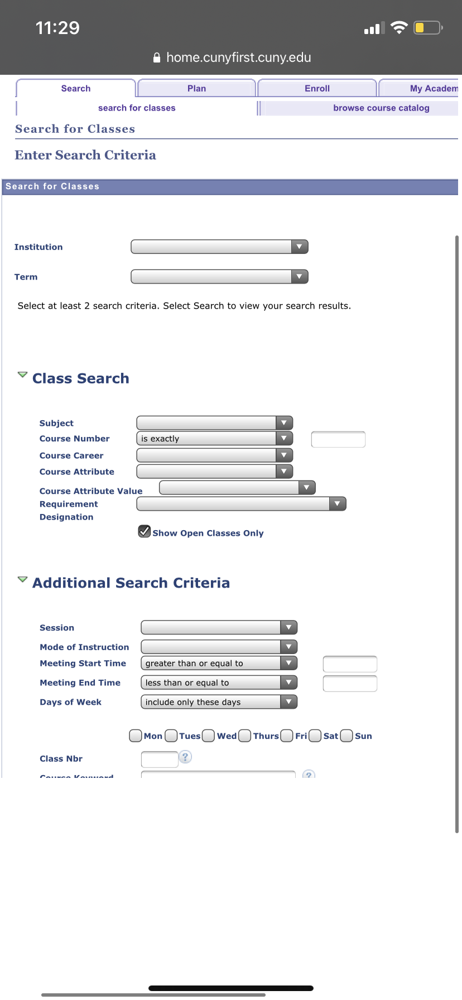 11:29
home.cunyfirst.cuny.edu
Search Plan Enroll My Academ
search for classes browse course catalog
Search for Classes
Enter Search Criteria
Search for Classes
Institution
Term
Select at least 2 search criteria. Select Search to view your search results.
Class Search
Subject
Course Number is exactly
Course Career
Course Attribute
Course Attribute Value
Requirement
Designation
Show Open Classes Only
Additional Search Criteria
Session
Mode of Instruction
Meeting Start Time greater than or equal to
Meeting End Time less than or equal to
Days of Week include only these days
Mon Tues Wed Thurs Fri Sat Sun
Class Nbr ?
Course Keyword ?